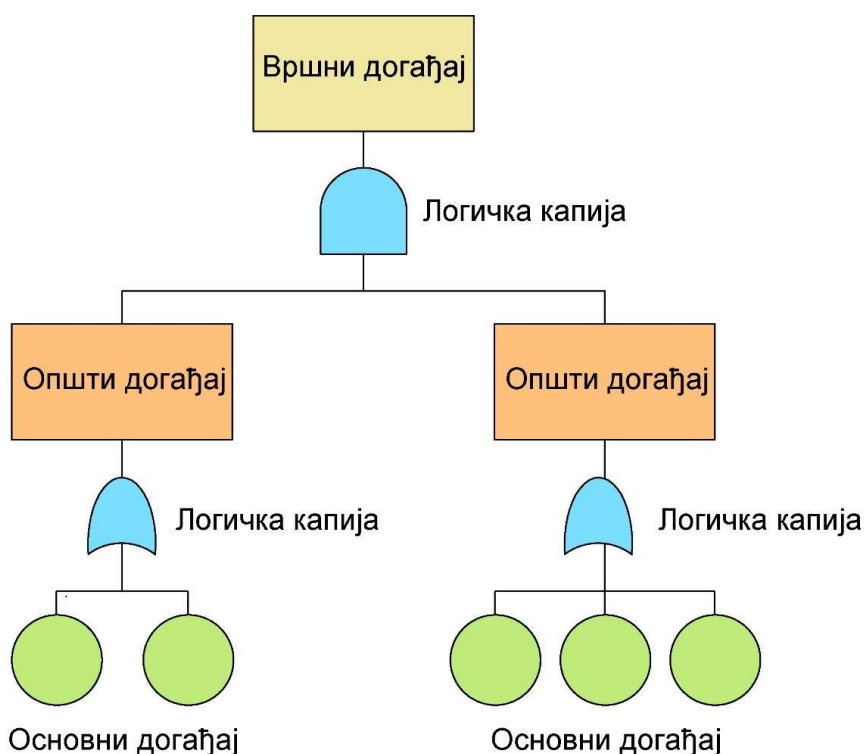 Вршни догађај
Логичка капија
Општи догађај
Општи догађај
Логичка капија
Логичка капија
Основни догађај
Основни догађај